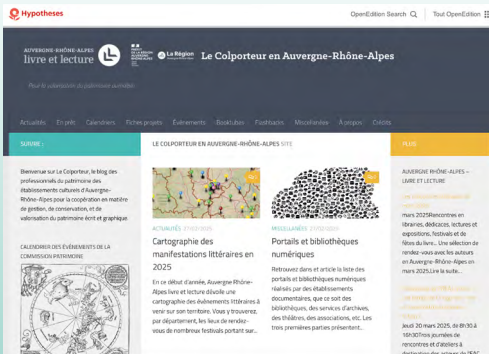 Hypotheses
OpenEdition Search
Tout OpenEdition
AUVERGNE-RHÔNE-ALPES
livre et lecture
La Région
Le Colporteur en Auvergne-Rhône-Alpes
Pour la valorisation du patrimoine
Actualités
En prêt
Calendriers
Fiches projets
Évènements
Booktubes
Flashbacks
Miscellanées
À propos
Crédits
SUIVRE :
Bienvenue sur Le Colporteur, le blog des
professionnels du patrimoine des
établissements culturels d'Auvergne-
Rhône-Alpes pour la coopération en matière
de gestion, de conservation, et de
valorisation du patrimoine écrit et graphique.
CALENDRIER DES ÉVÉNEMENTS DE LA
COMMISSION PATRIMOINE
LE COLPORTEUR EN AUVERGNE-RHÔNE-ALPES SITE
ACTUALITÉS
Cartographie des
manifestations littéraires en
2025
En ce début d'année, Auvergne Rhône-
Alpes livre et lecture dévoile une
cartographie des évènements littéraires à
venir sur son territoire. Vous y trouverez,
par département, les lieux de rendez-
vous de nombreux festivals portant sur...
MISCELLANÉES
Portails et bibliothèques
numériques
Retrouvez dans et article la liste des
portails et bibliothèques numériques
réalisés par des établissements
documentaires, que ce soit des
bibliothèques, des services d'archives,
des théâtres, des associations, etc. Les
trois premières parties présentent...
PLUS
AUVERGNE RHÔNE-ALPES –
LIVRE ET LECTURE
mars 2025Rencontres en
librairies, dédicaces, lectures et
expositions, festivals et de
fêtes du livre... Une sélection de
rendez-vous avec les auteurs
en Auvergne-Rhône-Alpes en
mars 2025.Lire la suite...
Jeudi 20 mars 2025, de 8h30 à
16h30Trois journées de
rencontres et d'ateliers à